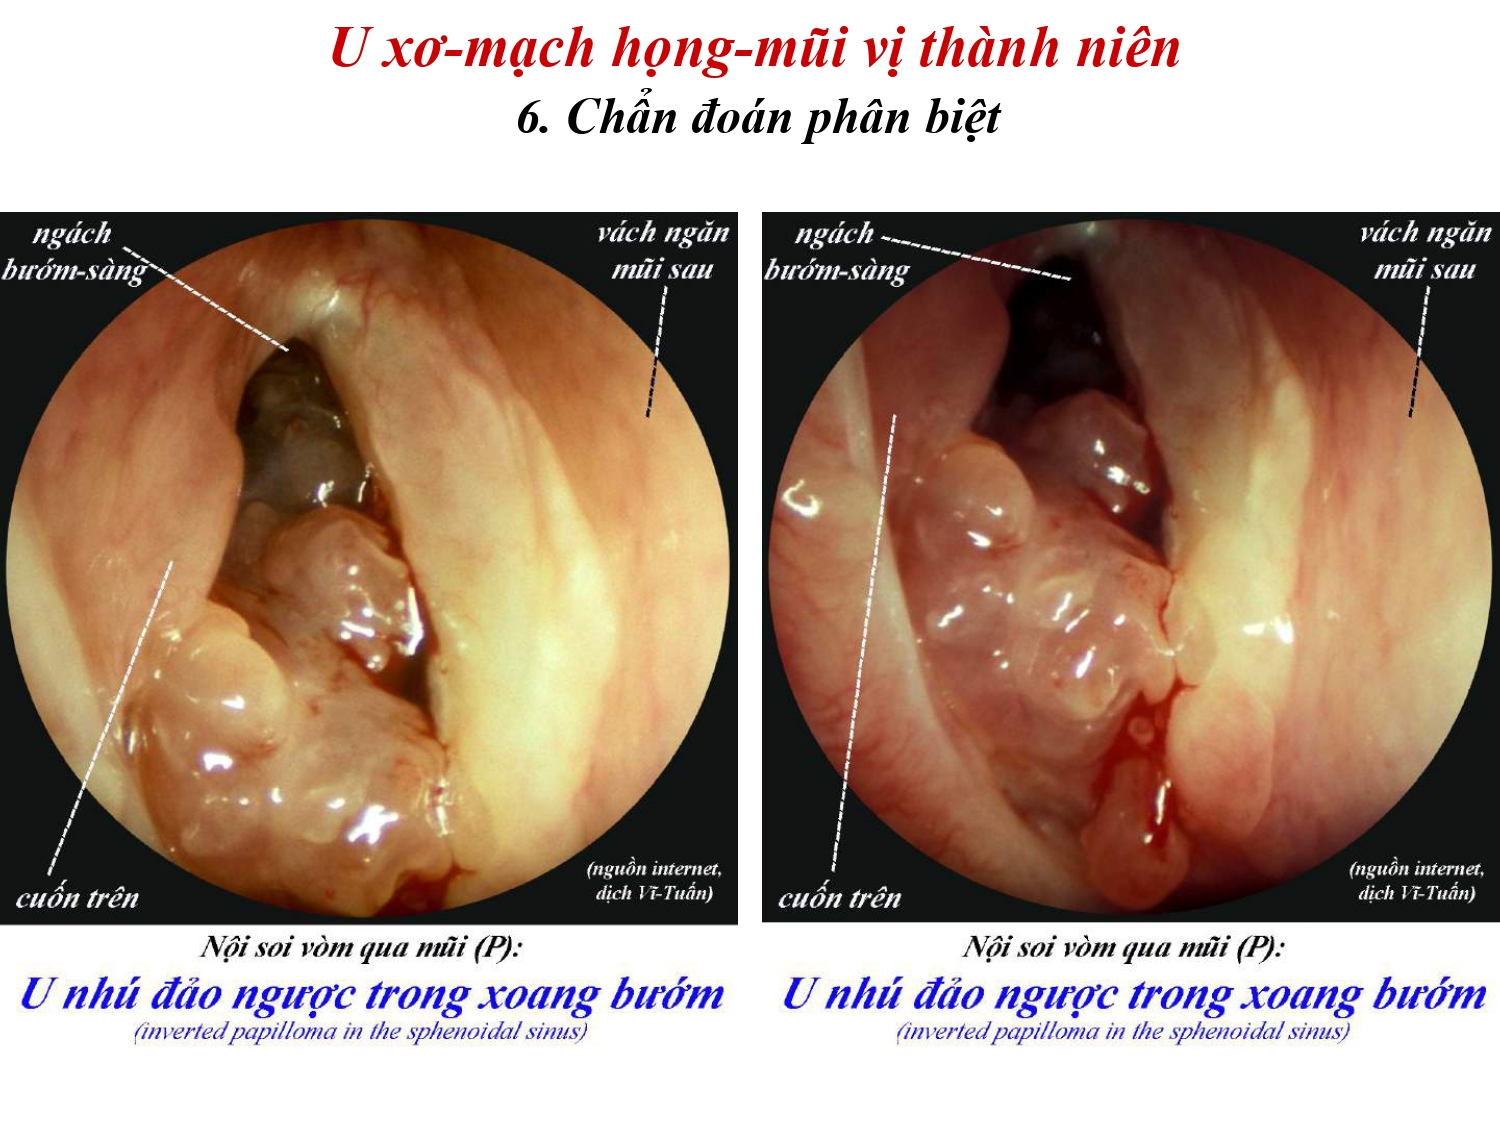 U xơ-mạch họng-mũi vị thành niên
6. Chẩn đoán phân biệt
ngách
bướm-sàng
vách ngăn
mũi sau
cuốn trên
(nguồn internet,
dịch Vĩ-Tuấn)
Nội soi vòm qua mũi (P):
U nhú đảo ngược trong xoang bướm
(inverted papilloma in the sphenoidal sinus)
ngách
bướm-sàng
vách ngăn
mũi sau
cuốn trên
(nguồn internet,
dịch Vĩ-Tuấn)
Nội soi vòm qua mũi (P):
U nhú đảo ngược trong xoang bướm
(inverted papilloma in the sphenoidal sinus)